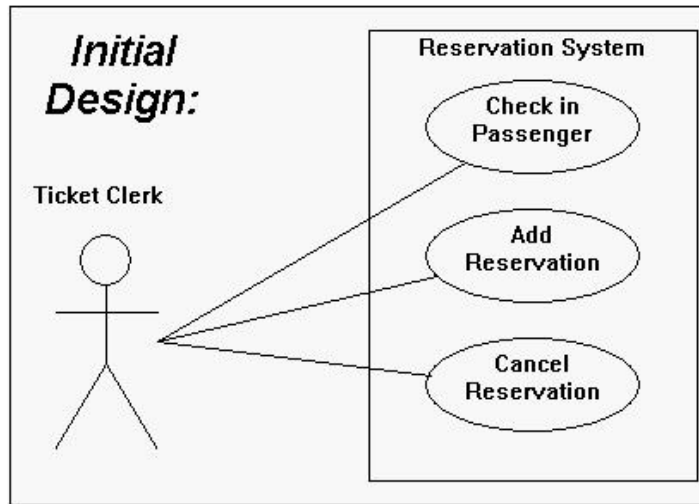 Initial
Design:
Reservation System
Check in
Passenger
Ticket Clerk
Add
Reservation
Cancel
Reservation